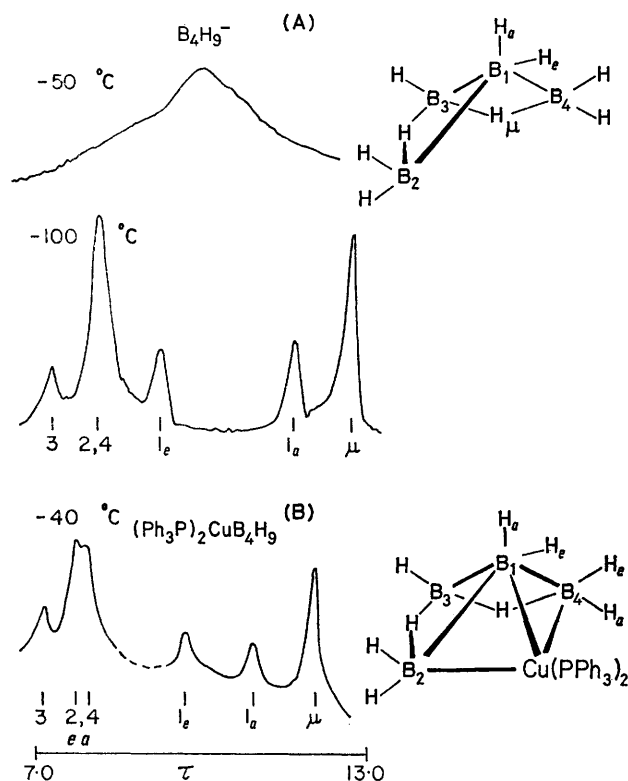 (A)
B₄H₉⁻
-50 °C
Hₐ
Hₑ
B₁
H
H
B₃
H
B₄
μ
H
H
H
B₂
H
-100 °C
3
2,4
1ₑ
1ₐ
μ
-40 °C
(B)
(Ph₃P)₂CuB₄H₉
Hₐ
Hₑ
B₁
H
Hₑ
B₃
H
B₄
Hₐ
H
H
B₂
Cu(PPh₃)₂
H
3
2,4
1ₑ
1ₐ
μ
e a
7·0
τ
13·0